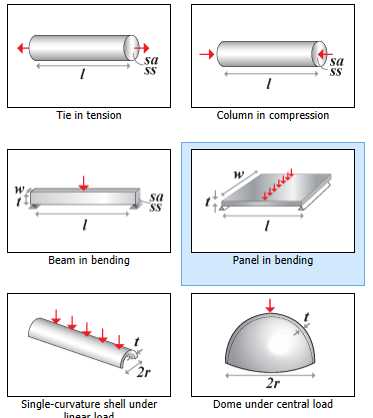 sa
ss
l
Tie in tension
sa
ss
l
Column in compression
w
t
sa
ss
l
Beam in bending
w
t
l
Panel in bending
t
2r
Single-curvature shell under
linear load
t
2r
Dome under central load